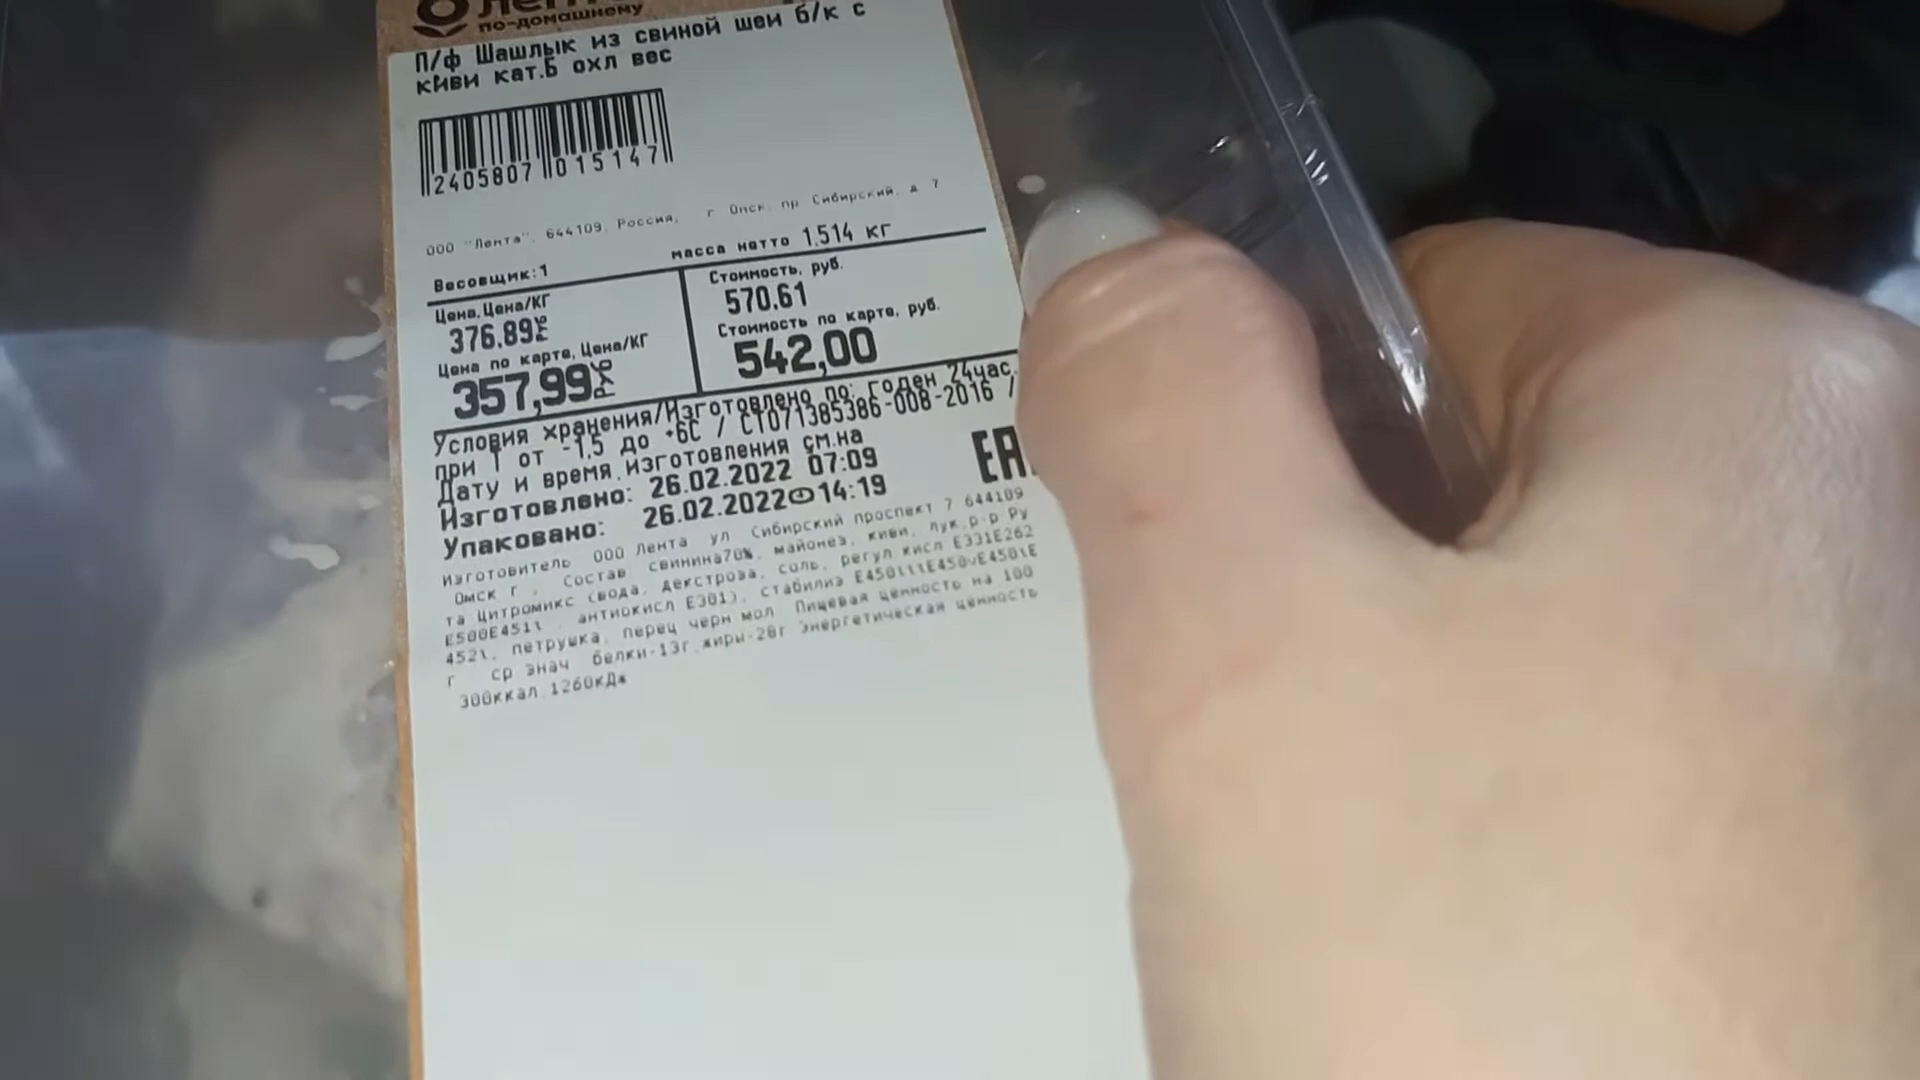 Лента
по-домашнему
П/ф Шашлык из свиной шеи б/к с
киви кат.Б охл вес
2405807 015147
ООО "Лента", 644109, Россия, г Омск, пр Сибирский, д 7
масса нетто 1.514 кг
Весовщик:1
Цена, Цена/КГ
376.89
Стоимость, руб.
570.61
Цена по карте, Цена/КГ
357,99
Стоимость по карте, руб.
542,00
Условия хранения/Изготовлено по: годен 24час.
при Т от -1,5 до +6С / СТО71385386-008-2016 /
Дату и время изготовления см.на
Изготовлено: 26.02.2022 07:09
Упаковано: 26.02.2022 14:19
ЕАС
Изготовитель ООО Лента ул Сибирский проспект 7 644109
Омск г , Состав свинина70%, майонез, киви, лук,р-р Ру
та Цитромикс (вода, декстроза, соль, регул кисл Е331Е262
Е500Е451i , антиокисл Е301), стабилиз Е450iiiЕ450vЕ450iЕ
452i, петрушка, перец черн мол Пищевая ценность на 100
г ср знач белки-13г,жиры-28г Энергетическая ценность
300ккал,1260кДж